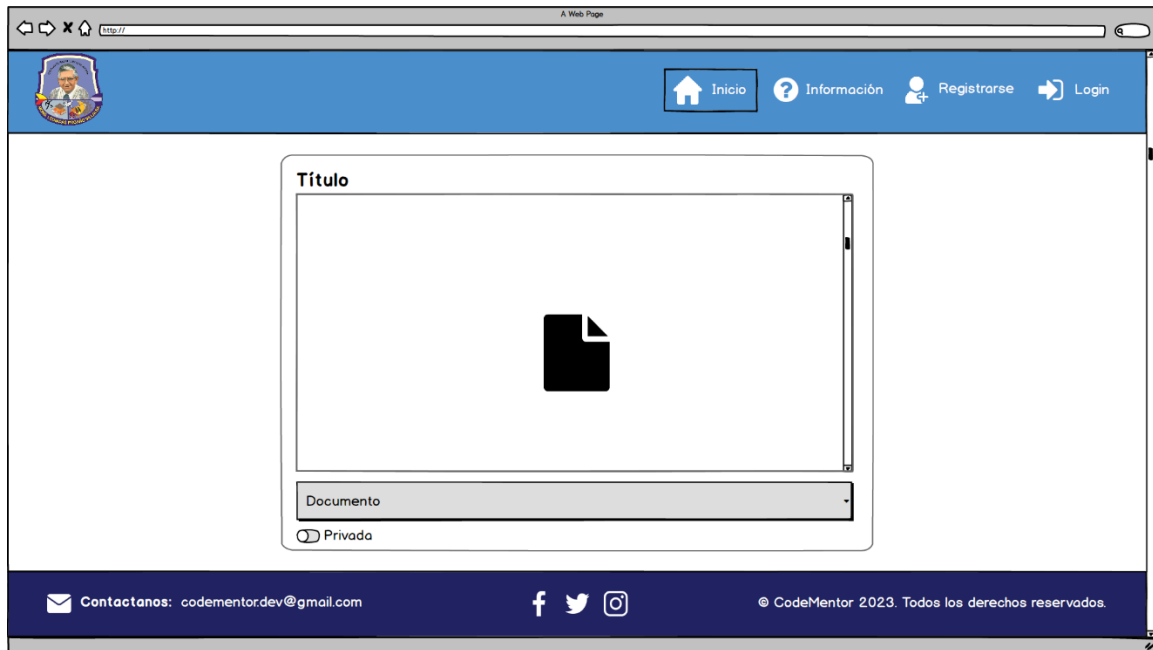 A Web Page
http://
Inicio
Información
Registrarse
Login
Título
Documento
Privada
Contactanos: codementor.dev@gmail.com
© CodeMentor 2023. Todos los derechos reservados.